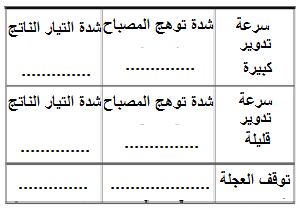 سرعة تدوير كبيرة
شدة توهج المصباح ..............
شدة التيار الناتج ..............
سرعة تدوير قليلة
شدة توهج المصباح ...............
شدة التيار الناتج ..............
توقف العجلة
....................
..............